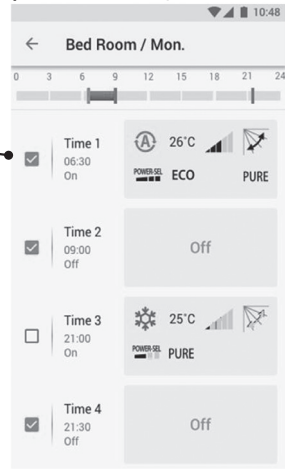 10:48
Bed Room / Mon.
0 3 6 9 12 15 18 21 24
Time 1
06:30
On
A 26°C
POWER-SEL ECO PURE
Time 2
09:00
Off
Off
Time 3
21:00
On
25°C
POWER-SEL PURE
Time 4
21:30
Off
Off